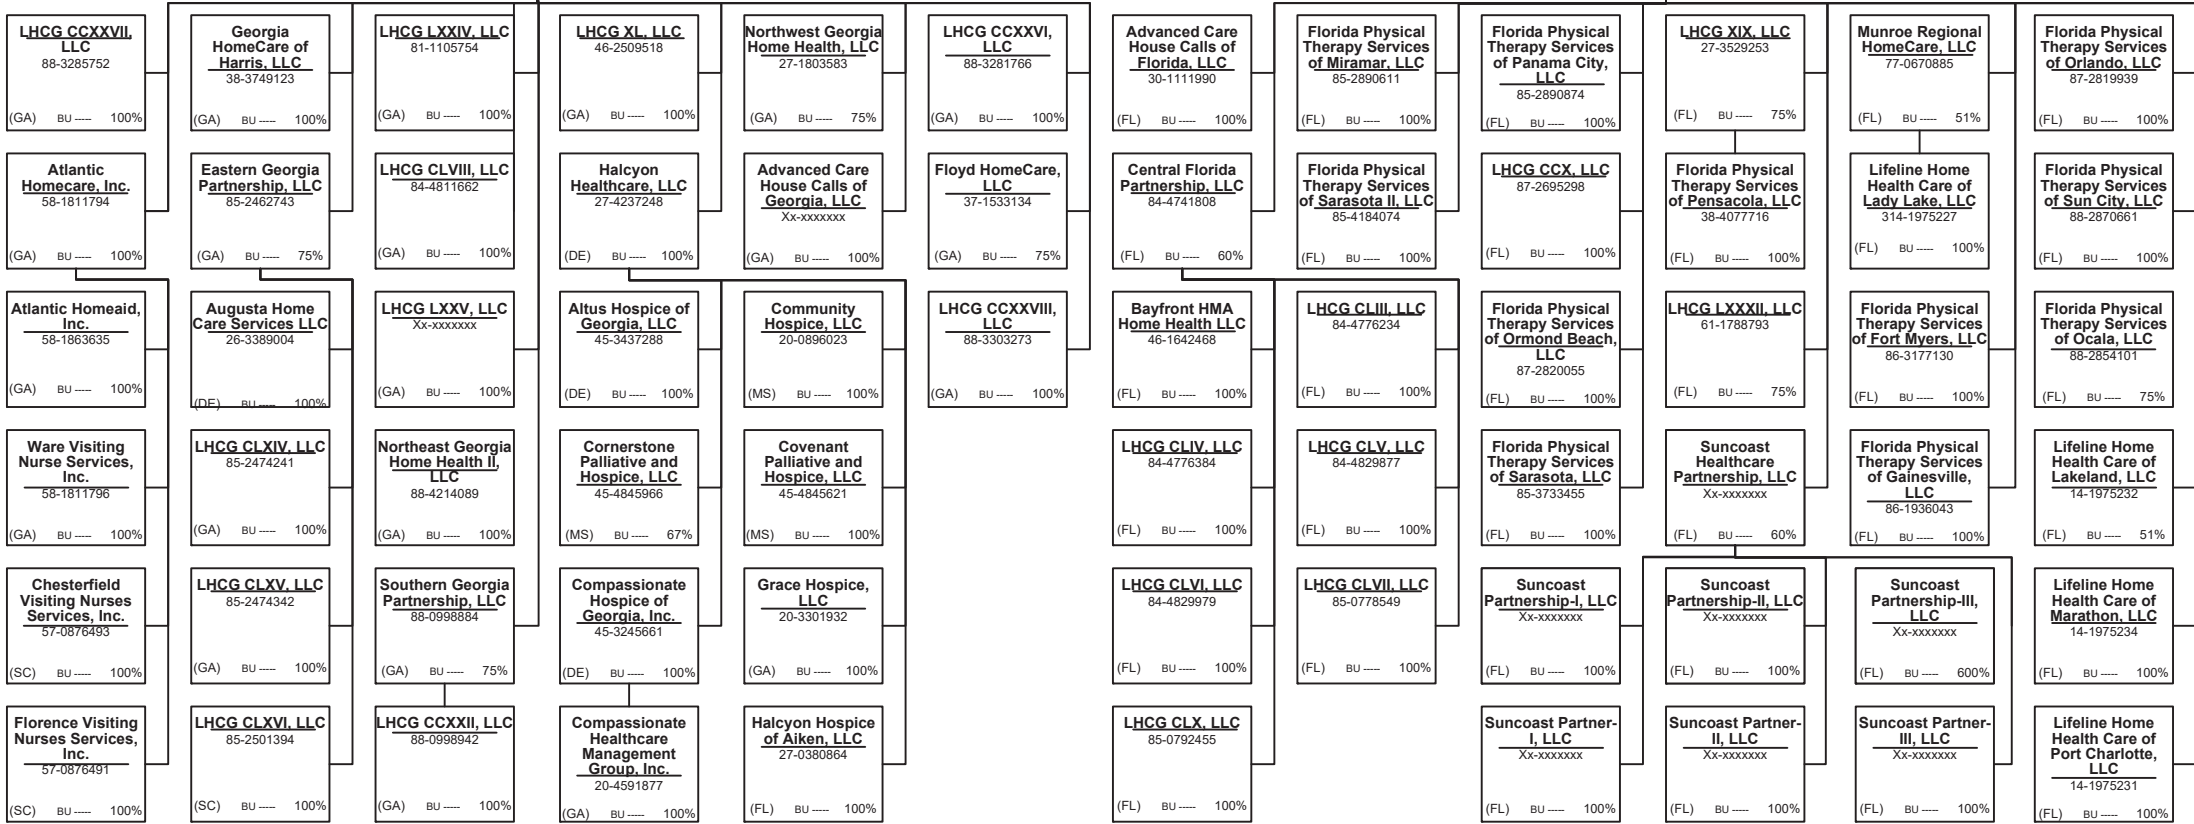 LHCG CCXXVII,
LLC
88-3285752
(GA) BU ----- 100%
Georgia
HomeCare of
Harris, LLC
38-3749123
(GA) BU ----- 100%
LHCG LXXIV, LLC
81-1105754
(GA) BU ----- 100%
LHCG XL, LLC
46-2509518
(GA) BU ----- 100%
Northwest Georgia
Home Health, LLC
27-1803583
(GA) BU ----- 75%
LHCG CCXXVI,
LLC
88-3281766
(GA) BU ----- 100%
Advanced Care
House Calls of
Florida, LLC
30-1111990
(FL) BU ----- 100%
Florida Physical
Therapy Services
of Miramar, LLC
85-2890611
(FL) BU ----- 100%
Florida Physical
Therapy Services
of Panama City,
LLC
85-2890874
(FL) BU ----- 100%
LHCG XIX, LLC
27-3529253
(FL) BU ----- 75%
Munroe Regional
HomeCare, LLC
77-0670885
(FL) BU ----- 51%
Florida Physical
Therapy Services
of Orlando, LLC
87-2819939
(FL) BU ----- 100%
Atlantic
Homecare, Inc.
58-1811794
(GA) BU ----- 100%
Eastern Georgia
Partnership, LLC
85-2462743
(GA) BU ----- 75%
LHCG CLVIII, LLC
84-4811662
(GA) BU ----- 100%
Halcyon
Healthcare, LLC
27-4237248
(DE) BU ----- 100%
Advanced Care
House Calls of
Georgia, LLC
Xx-xxxxxxx
(GA) BU ----- 100%
Floyd HomeCare,
LLC
37-1533134
(GA) BU ----- 75%
Central Florida
Partnership, LLC
84-4741808
(FL) BU ----- 60%
Florida Physical
Therapy Services
of Sarasota II, LLC
85-4184074
(FL) BU ----- 100%
LHCG CCX, LLC
87-2695298
(FL) BU ----- 100%
Florida Physical
Therapy Services
of Pensacola, LLC
38-4077716
(FL) BU ----- 100%
Lifeline Home
Health Care of
Lady Lake, LLC
314-1975227
(FL) BU ----- 100%
Florida Physical
Therapy Services
of Sun City, LLC
88-2870661
(FL) BU ----- 100%
Atlantic Homeaid,
Inc.
58-1863635
(GA) BU ----- 100%
Augusta Home
Care Services LLC
26-3389004
(DE) BU ----- 100%
LHCG LXXV, LLC
Xx-xxxxxxx
(GA) BU ----- 100%
Altus Hospice of
Georgia, LLC
45-3437288
(DE) BU ----- 100%
Community
Hospice, LLC
20-0896023
(MS) BU ----- 100%
LHCG CCXXVIII,
LLC
88-3303273
(GA) BU ----- 100%
Bayfront HMA
Home Health LLC
46-1642468
(FL) BU ----- 100%
LHCG CLIII, LLC
84-4776234
(FL) BU ----- 100%
Florida Physical
Therapy Services
of Ormond Beach,
LLC
87-2820055
(FL) BU ----- 100%
LHCG LXXXII, LLC
61-1788793
(FL) BU ----- 75%
Florida Physical
Therapy Services
of Fort Myers, LLC
86-3177130
(FL) BU ----- 100%
Florida Physical
Therapy Services
of Ocala, LLC
88-2854101
(FL) BU ----- 75%
Ware Visiting
Nurse Services,
Inc.
58-1811796
(GA) BU ----- 100%
LHCG CLXIV, LLC
85-2474241
(GA) BU ----- 100%
Northeast Georgia
Home Health II,
LLC
88-4214089
(GA) BU ----- 100%
Cornerstone
Palliative and
Hospice, LLC
45-4845966
(MS) BU ----- 67%
Covenant
Palliative and
Hospice, LLC
45-4845621
(MS) BU ----- 100%
LHCG CLIV, LLC
84-4776384
(FL) BU ----- 100%
LHCG CLV, LLC
84-4829877
(FL) BU ----- 100%
Florida Physical
Therapy Services
of Sarasota, LLC
85-3733455
(FL) BU ----- 100%
Suncoast
Healthcare
Partnership, LLC
Xx-xxxxxxx
(FL) BU ----- 60%
Florida Physical
Therapy Services
of Gainesville,
LLC
86-1936043
(FL) BU ----- 100%
Lifeline Home
Health Care of
Lakeland, LLC
14-1975232
(FL) BU ----- 51%
Chesterfield
Visiting Nurses
Services, Inc.
57-0876493
(SC) BU ----- 100%
LHCG CLXV, LLC
85-2474342
(GA) BU ----- 100%
Southern Georgia
Partnership, LLC
88-0998884
(GA) BU ----- 75%
Compassionate
Hospice of
Georgia, Inc.
45-3245661
(DE) BU ----- 100%
Grace Hospice,
LLC
20-3301932
(GA) BU ----- 100%
LHCG CLVI, LLC
84-4829979
(FL) BU ----- 100%
LHCG CLVII, LLC
85-0778549
(FL) BU ----- 100%
Suncoast
Partnership-I, LLC
Xx-xxxxxxx
(FL) BU ----- 100%
Suncoast
Partnership-II, LLC
Xx-xxxxxxx
(FL) BU ----- 100%
Suncoast
Partnership-III,
LLC
Xx-xxxxxxx
(FL) BU ----- 600%
Lifeline Home
Health Care of
Marathon, LLC
14-1975234
(FL) BU ----- 100%
Florence Visiting
Nurses Services,
Inc.
57-0876491
(SC) BU ----- 100%
LHCG CLXVI, LLC
85-2501394
(SC) BU ----- 100%
LHCG CCXXII, LLC
88-0998942
(GA) BU ----- 100%
Compassionate
Healthcare
Management
Group, Inc.
20-4591877
(GA) BU ----- 100%
Halcyon Hospice
of Aiken, LLC
27-0380864
(FL) BU ----- 100%
LHCG CLX, LLC
85-0792455
(FL) BU ----- 100%
Suncoast Partner-
I, LLC
Xx-xxxxxxx
(FL) BU ----- 100%
Suncoast Partner-
II, LLC
Xx-xxxxxxx
(FL) BU ----- 100%
Suncoast Partner-
III, LLC
Xx-xxxxxxx
(FL) BU ----- 100%
Lifeline Home
Health Care of
Port Charlotte,
LLC
14-1975231
(FL) BU ----- 100%